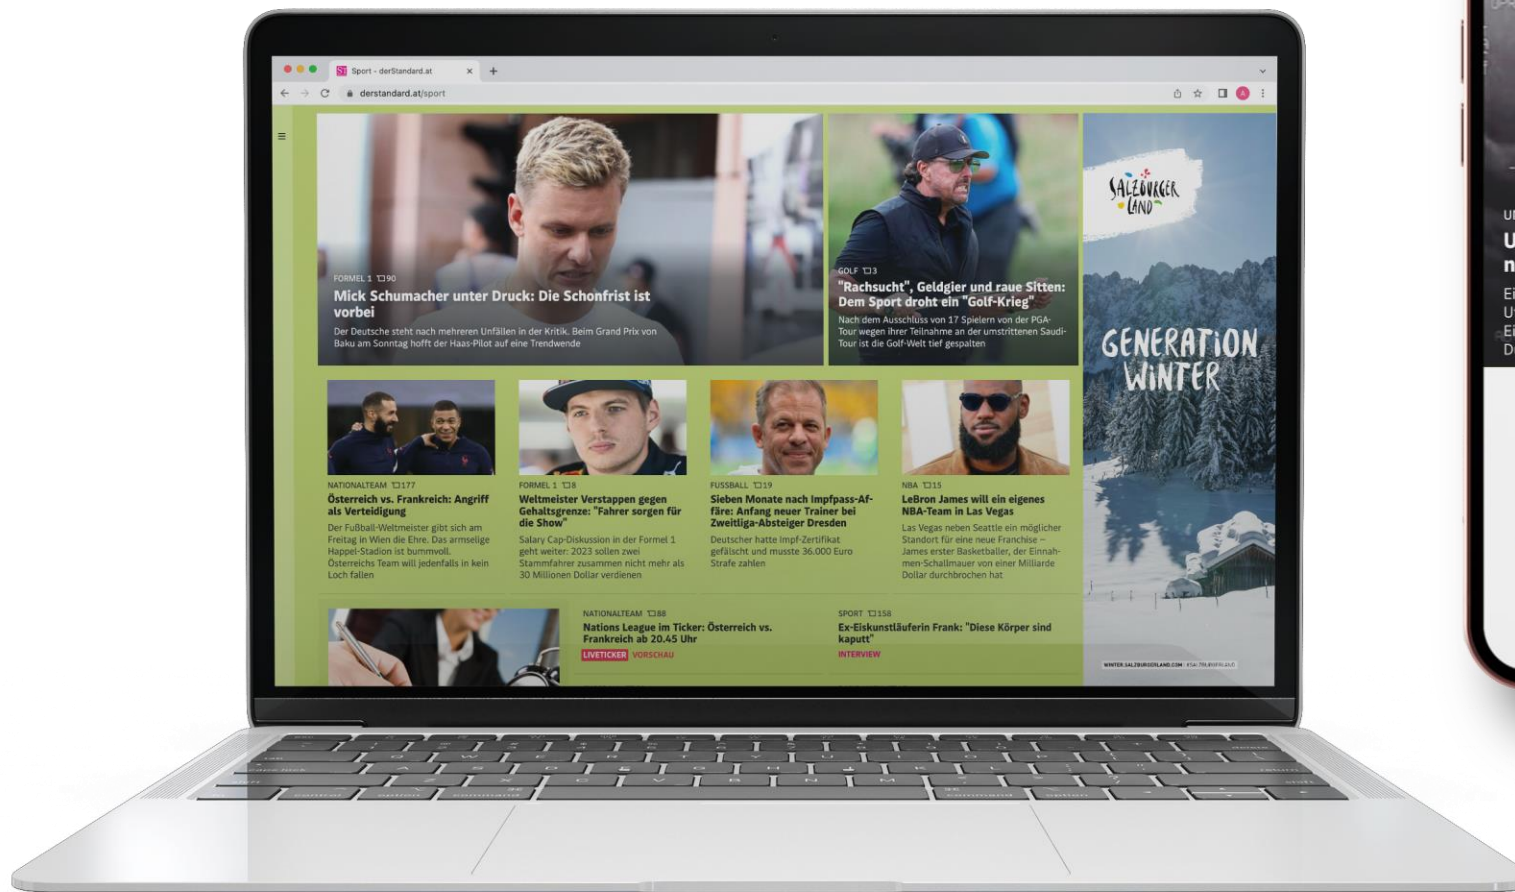 Sport - derStandard.at
derstandard.at/sport
FORMEL 1 90
Mick Schumacher unter Druck: Die Schonfrist ist
vorbei
Der Deutsche steht nach mehreren Unfällen in der Kritik. Beim Grand Prix von
Baku am Sonntag hofft der Haas-Pilot auf eine Trendwende
GOLF 3
"Rachsucht", Geldgier und raue Sitten:
Dem Sport droht ein "Golf-Krieg"
Nach dem Ausschluss von 17 Spielern von der PGA-
Tour wegen ihrer Teilnahme an der umstrittenen Saudi-
Tour ist die Golf-Welt tief gespalten
SALZBURGER
LAND
GENERATION
WINTER
WINTER.SALZBURGERLAND.COM | #SALZBURGERLAND
NATIONALTEAM 177
Österreich vs. Frankreich: Angriff
als Verteidigung
Der Fußball-Weltmeister gibt sich am
Freitag in Wien die Ehre. Das armselige
Happel-Stadion ist bummvoll.
Österreichs Team will jedenfalls in kein
Loch fallen
FORMEL 1 8
Weltmeister Verstappen gegen
Gehaltsgrenze: "Fahrer sorgen für
die Show"
Salary Cap-Diskussion in der Formel 1
geht weiter: 2023 sollen zwei
Stammfahrer zusammen nicht mehr als
30 Millionen Dollar verdienen
FUSSBALL 19
Sieben Monate nach Impfpass-Af-
färe: Anfang neuer Trainer bei
Zweitliga-Absteiger Dresden
Deutscher hatte Impf-Zertifikat
gefälscht und musste 36.000 Euro
Strafe zahlen
NBA 15
LeBron James will ein eigenes
NBA-Team in Las Vegas
Las Vegas neben Seattle ein möglicher
Standort für eine neue Franchise –
James erster Basketballer, der Einnah-
men-Schallmauer von einer Milliarde
Dollar durchbrochen hat
NATIONALTEAM 88
Nations League im Ticker: Österreich vs.
Frankreich ab 20.45 Uhr
LIVETICKER VORSCHAU
SPORT 158
Ex-Eiskunstläuferin Frank: "Diese Körper sind
kaputt"
INTERVIEW